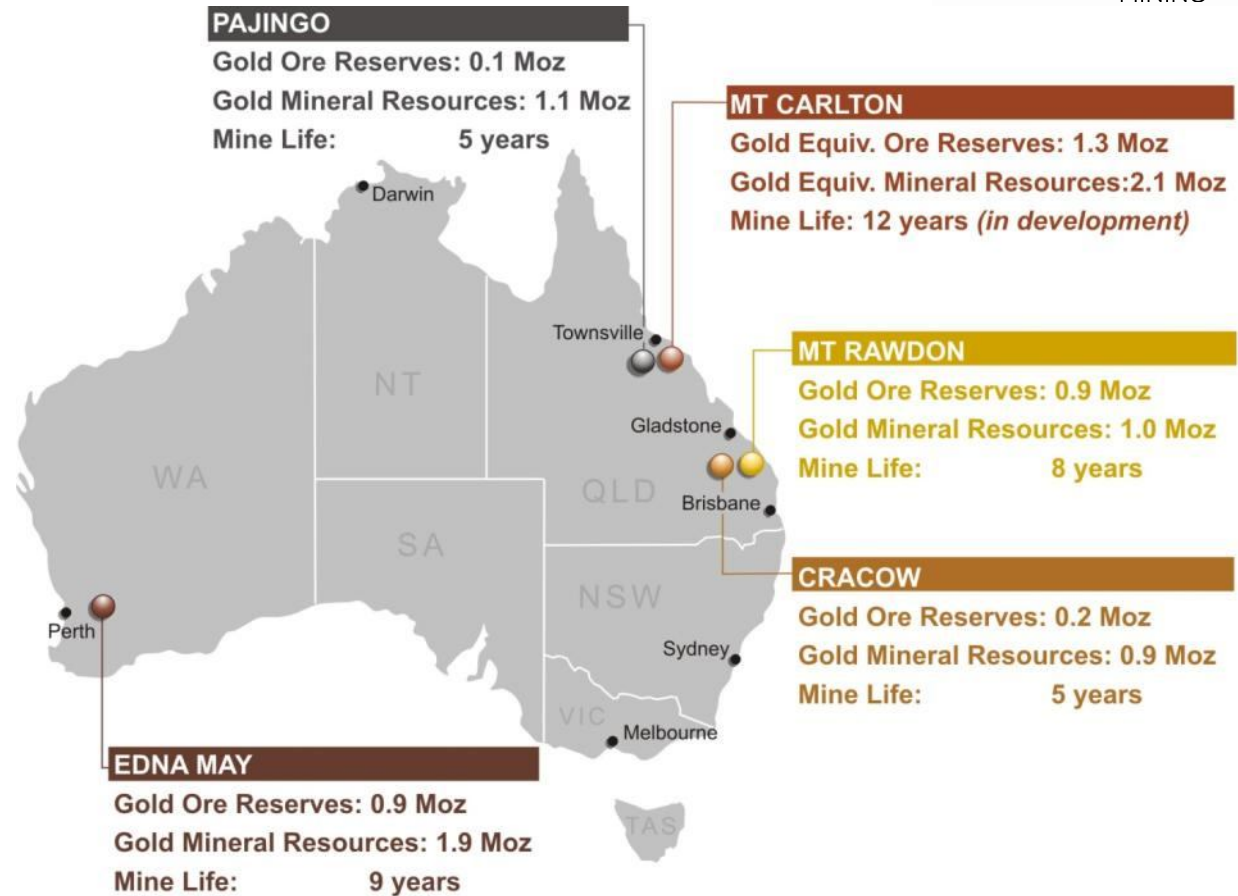 PAJINGO
Gold Ore Reserves: 0.1 Moz
Gold Mineral Resources: 1.1 Moz
Mine Life: 5 years
MT CARLTON
Gold Equiv. Ore Reserves: 1.3 Moz
Gold Equiv. Mineral Resources:2.1 Moz
Mine Life: 12 years (in development)
Darwin
Townsville
MT RAWDON
Gold Ore Reserves: 0.9 Moz
Gold Mineral Resources: 1.0 Moz
Mine Life: 8 years
NT
Gladstone
WA
QLD
Brisbane
SA
CRACOW
Gold Ore Reserves: 0.2 Moz
Gold Mineral Resources: 0.9 Moz
Mine Life: 5 years
NSW
Perth
Sydney
VIC
Melbourne
EDNA MAY
Gold Ore Reserves: 0.9 Moz
Gold Mineral Resources: 1.9 Moz
Mine Life: 9 years
TAS